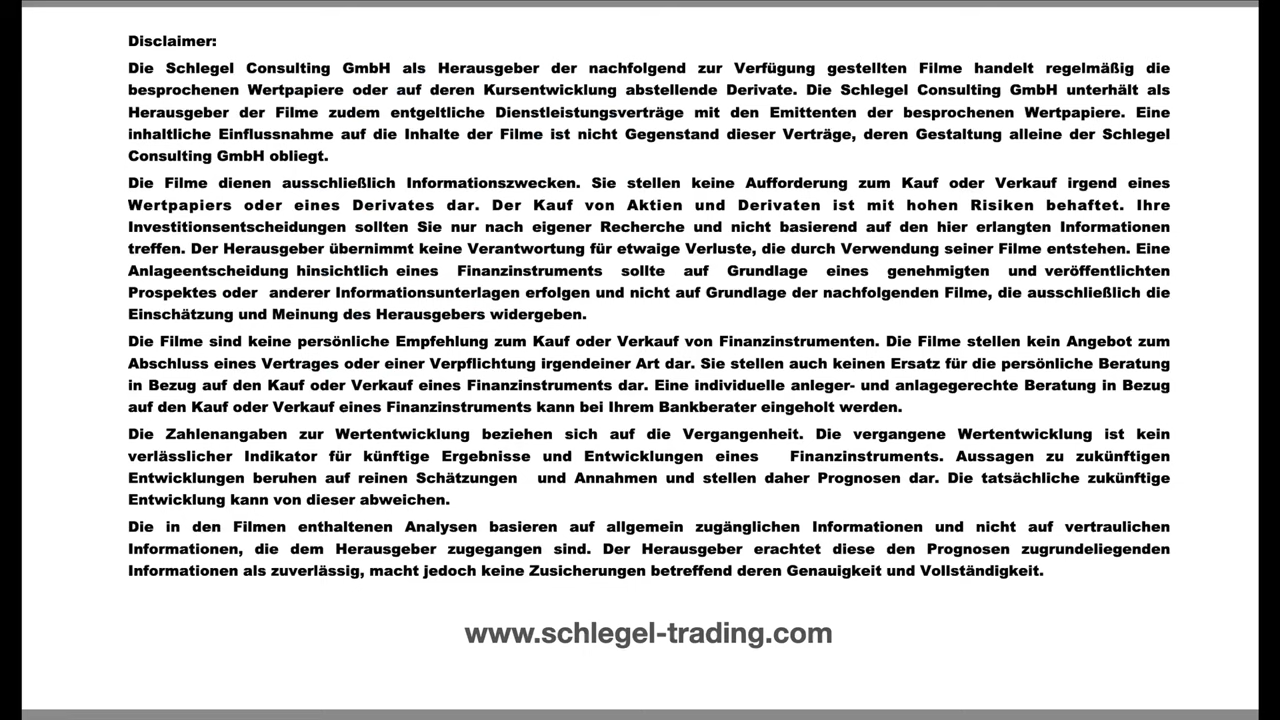 Disclaimer:
Die Schlegel Consulting GmbH als Herausgeber der nachfolgend zur Verfügung gestellten Filme handelt regelmäßig die
besprochenen Wertpapiere oder auf deren Kursentwicklung abstellende Derivate. Die Schlegel Consulting GmbH unterhält als
Herausgeber der Filme zudem entgeltliche Dienstleistungsverträge mit den Emittenten der besprochenen Wertpapiere. Eine
inhaltliche Einflussnahme auf die Inhalte der Filme ist nicht Gegenstand dieser Verträge, deren Gestaltung alleine der Schlegel
Consulting GmbH obliegt.
Die Filme dienen ausschließlich Informationszwecken. Sie stellen keine Aufforderung zum Kauf oder Verkauf irgend eines
Wertpapiers oder eines Derivates dar. Der Kauf von Aktien und Derivaten ist mit hohen Risiken behaftet. Ihre
Investitionsentscheidungen sollten Sie nur nach eigener Recherche und nicht basierend auf den hier erlangten Informationen
treffen. Der Herausgeber übernimmt keine Verantwortung für etwaige Verluste, die durch Verwendung seiner Filme entstehen. Eine
Anlageentscheidung hinsichtlich eines Finanzinstruments sollte auf Grundlage eines genehmigten und veröffentlichten
Prospektes oder anderer Informationsunterlagen erfolgen und nicht auf Grundlage der nachfolgenden Filme, die ausschließlich die
Einschätzung und Meinung des Herausgebers widergeben.
Die Filme sind keine persönliche Empfehlung zum Kauf oder Verkauf von Finanzinstrumenten. Die Filme stellen kein Angebot zum
Abschluss eines Vertrages oder einer Verpflichtung irgendeiner Art dar. Sie stellen auch keinen Ersatz für die persönliche Beratung
in Bezug auf den Kauf oder Verkauf eines Finanzinstruments dar. Eine individuelle anleger- und anlagegerechte Beratung in Bezug
auf den Kauf oder Verkauf eines Finanzinstruments kann bei Ihrem Bankberater eingeholt werden.
Die Zahlenangaben zur Wertentwicklung beziehen sich auf die Vergangenheit. Die vergangene Wertentwicklung ist kein
verlässlicher Indikator für künftige Ergebnisse und Entwicklungen eines Finanzinstruments. Aussagen zu zukünftigen
Entwicklungen beruhen auf reinen Schätzungen und Annahmen und stellen daher Prognosen dar. Die tatsächliche zukünftige
Entwicklung kann von dieser abweichen.
Die in den Filmen enthaltenen Analysen basieren auf allgemein zugänglichen Informationen und nicht auf vertraulichen
Informationen, die dem Herausgeber zugegangen sind. Der Herausgeber erachtet diese den Prognosen zugrundeliegenden
Informationen als zuverlässig, macht jedoch keine Zusicherungen betreffend deren Genauigkeit und Vollständigkeit.
www.schlegel-trading.com